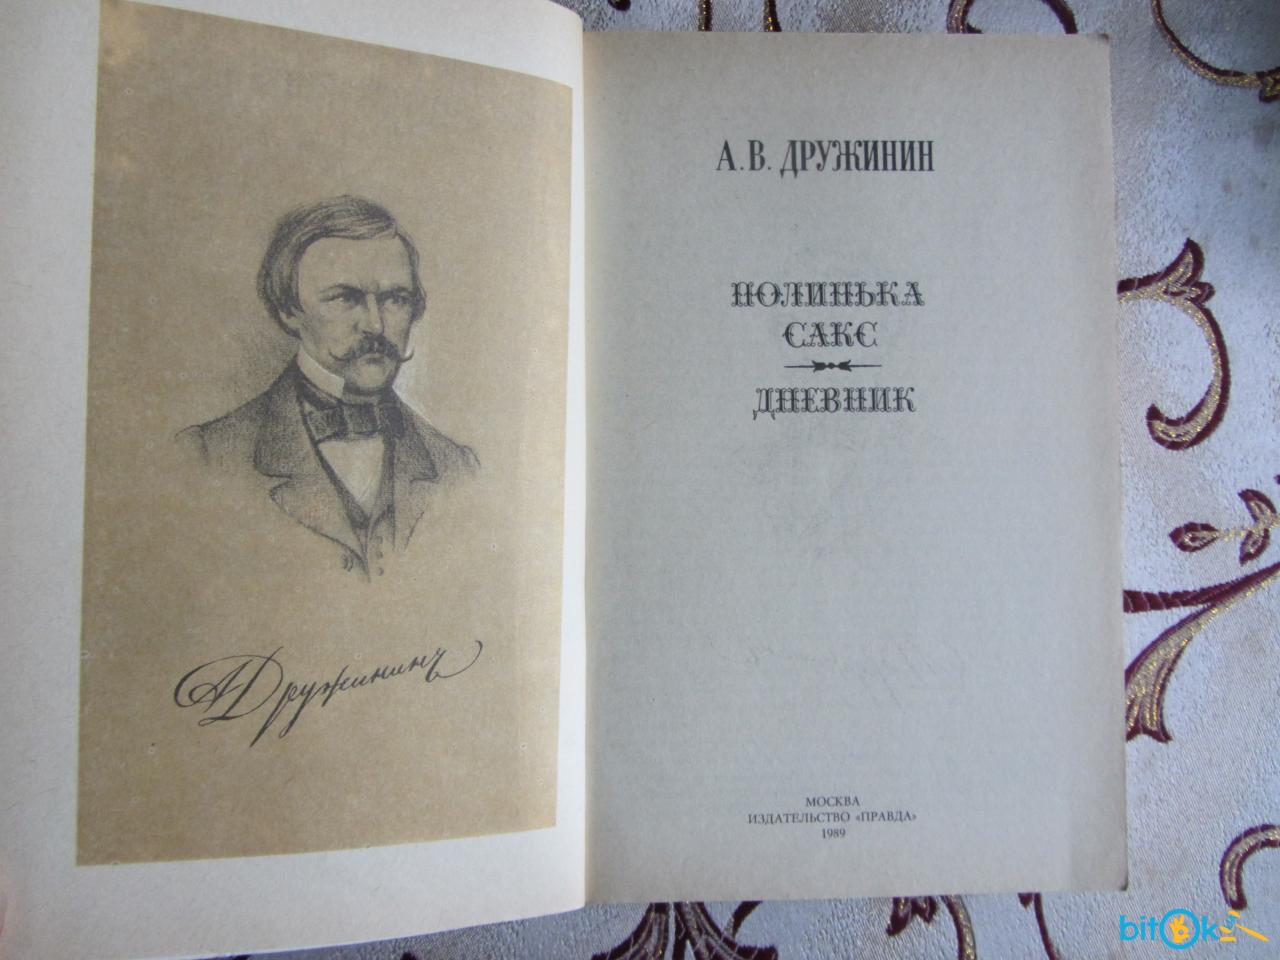 А Дружининъ
А. В. ДРУЖИНИН
ПОЛИНЬКА
САКС
ДНЕВНИК
МОСКВА
ИЗДАТЕЛЬСТВО «ПРАВДА»
1989
bitOk